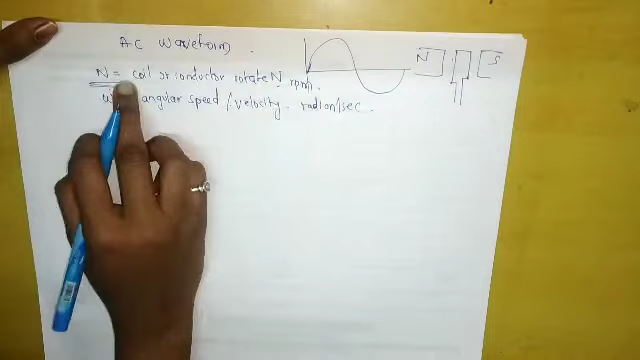 AC Waveform.
N S
N = coil or conductor rotate N rpm.
ω angular speed / velocity - radian/sec.